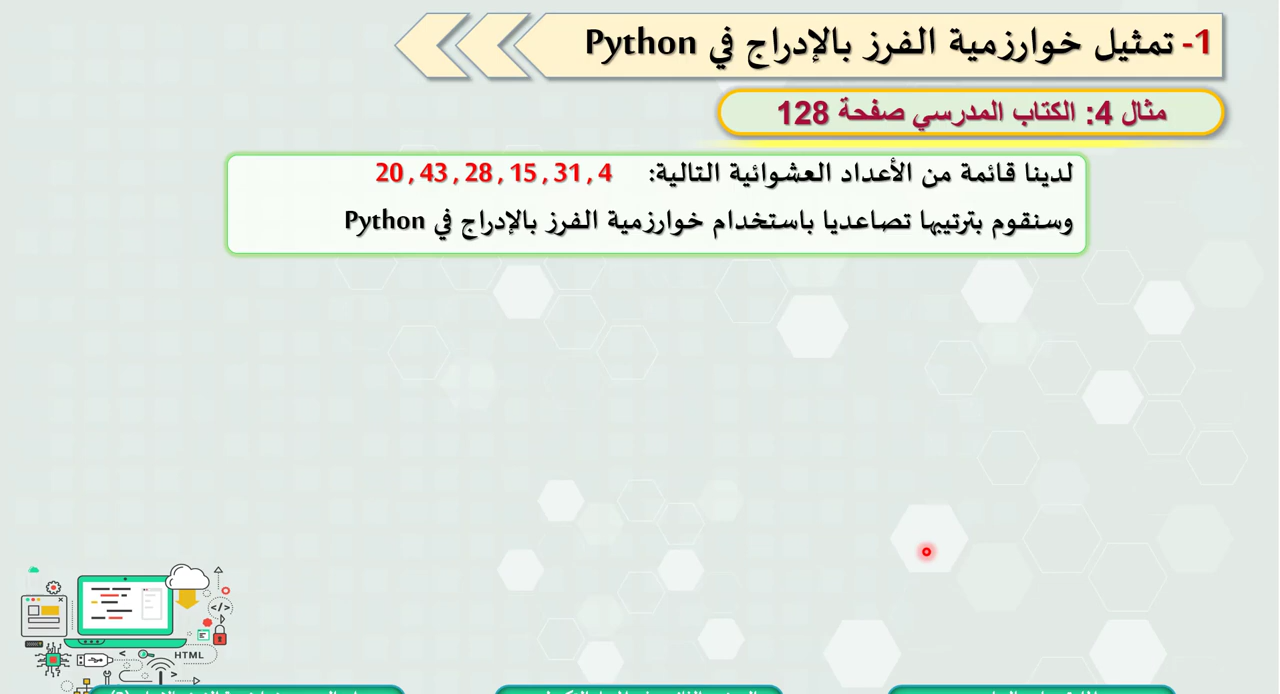 1- تمثيل خوارزمية الفرز بالإدراج في Python
مثال 4: الكتاب المدرسي صفحة 128
لدينا قائمة من الأعداد العشوائية التالية: 20 , 43 , 28 , 15 , 31 , 4
وسنقوم بترتيبها تصاعديا باستخدام خوارزمية الفرز بالإدراج في Python
</> 
HTML